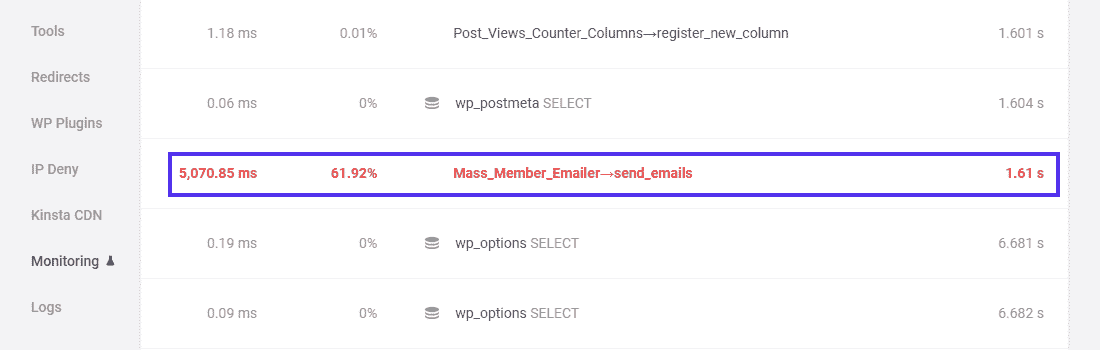 Tools
Redirects
WP Plugins
IP Deny
Kinsta CDN
Monitoring
Logs
1.18 ms 0.01% Post_Views_Counter_Columns→register_new_column 1.601 s
0.06 ms 0% wp_postmeta SELECT 1.604 s
5,070.85 ms 61.92% Mass_Member_Emailer→send_emails 1.61 s
0.19 ms 0% wp_options SELECT 6.681 s
0.09 ms 0% wp_options SELECT 6.682 s